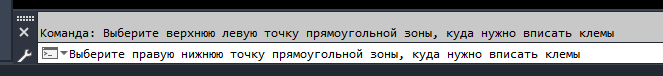 Команда: Выберите верхнюю левую точку прямоугольной зоны, куда нужно вписать клемы
Выберите правую нижнюю точку прямоугольной зоны, куда нужно вписать клемы